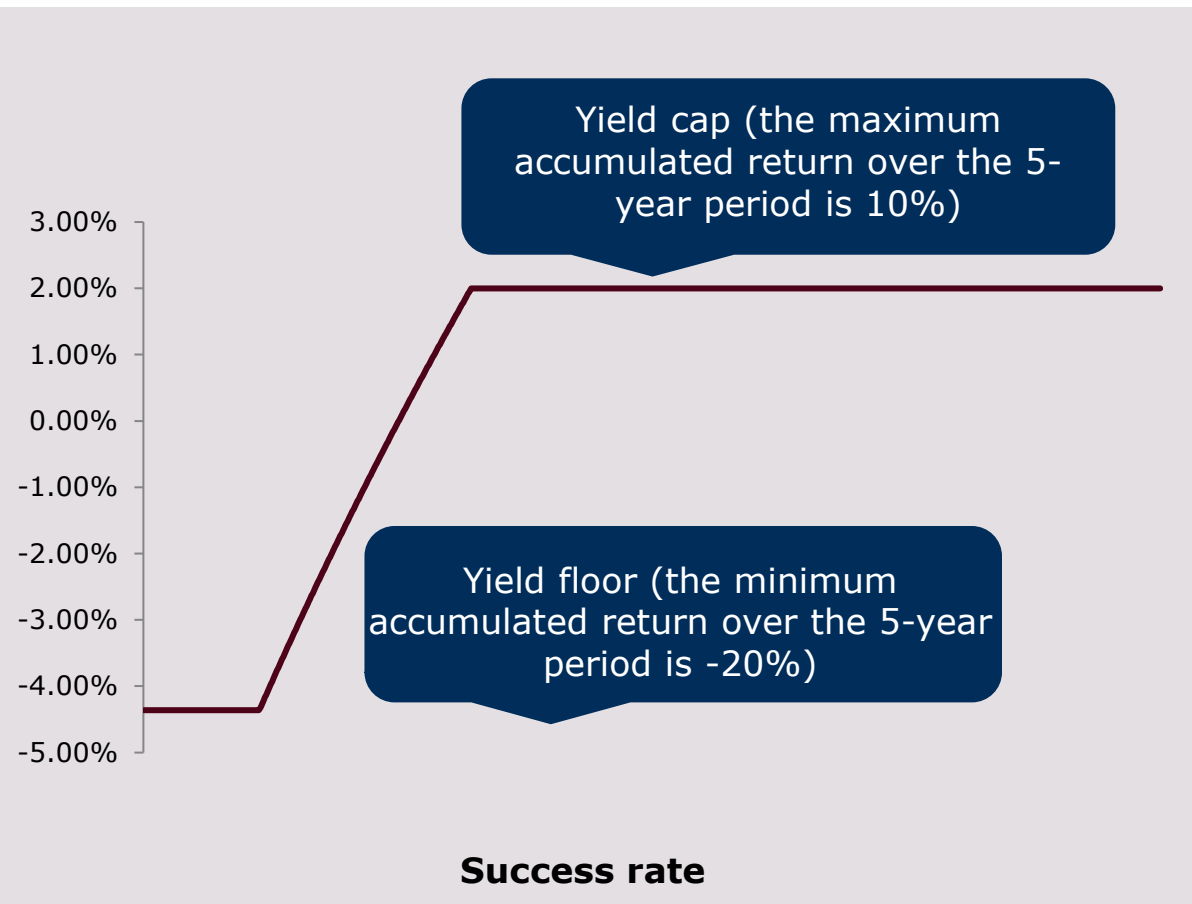 Yield cap (the maximum
accumulated return over the 5-
year period is 10%)
3.00%
2.00%
1.00%
0.00%
-1.00%
-2.00%
-3.00%
-4.00%
-5.00%
Yield floor (the minimum
accumulated return over the 5-year
period is -20%)
Success rate